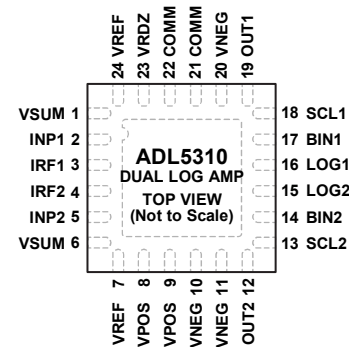 24 VREF
23 VRDZ
22 COMM
21 COMM
20 VNEG
19 OUT1
VSUM 1
INP1 2
IRF1 3
IRF2 4
INP2 5
VSUM 6
ADL5310
DUAL LOG AMP
TOP VIEW
(Not to Scale)
18 SCL1
17 BIN1
16 LOG1
15 LOG2
14 BIN2
13 SCL2
VREF 7
VPOS 8
VPOS 9
VNEG 10
VNEG 11
OUT2 12